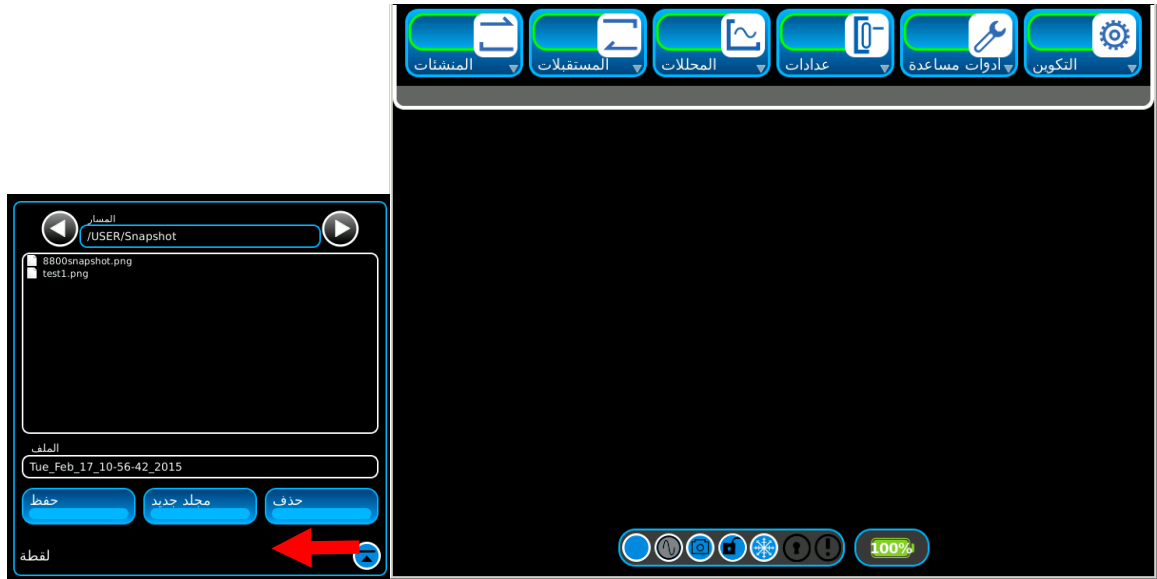 المنشئات
المستقبلات
المحللات
عدادات
ادوات مساعدة
التكوين
المسار
/USER/Snapshot
8800snapshot.png
test1.png
الملف
Tue_Feb_17_10-56-42_2015
حفظ
مجلد جديد
حذف
لقطة
100%